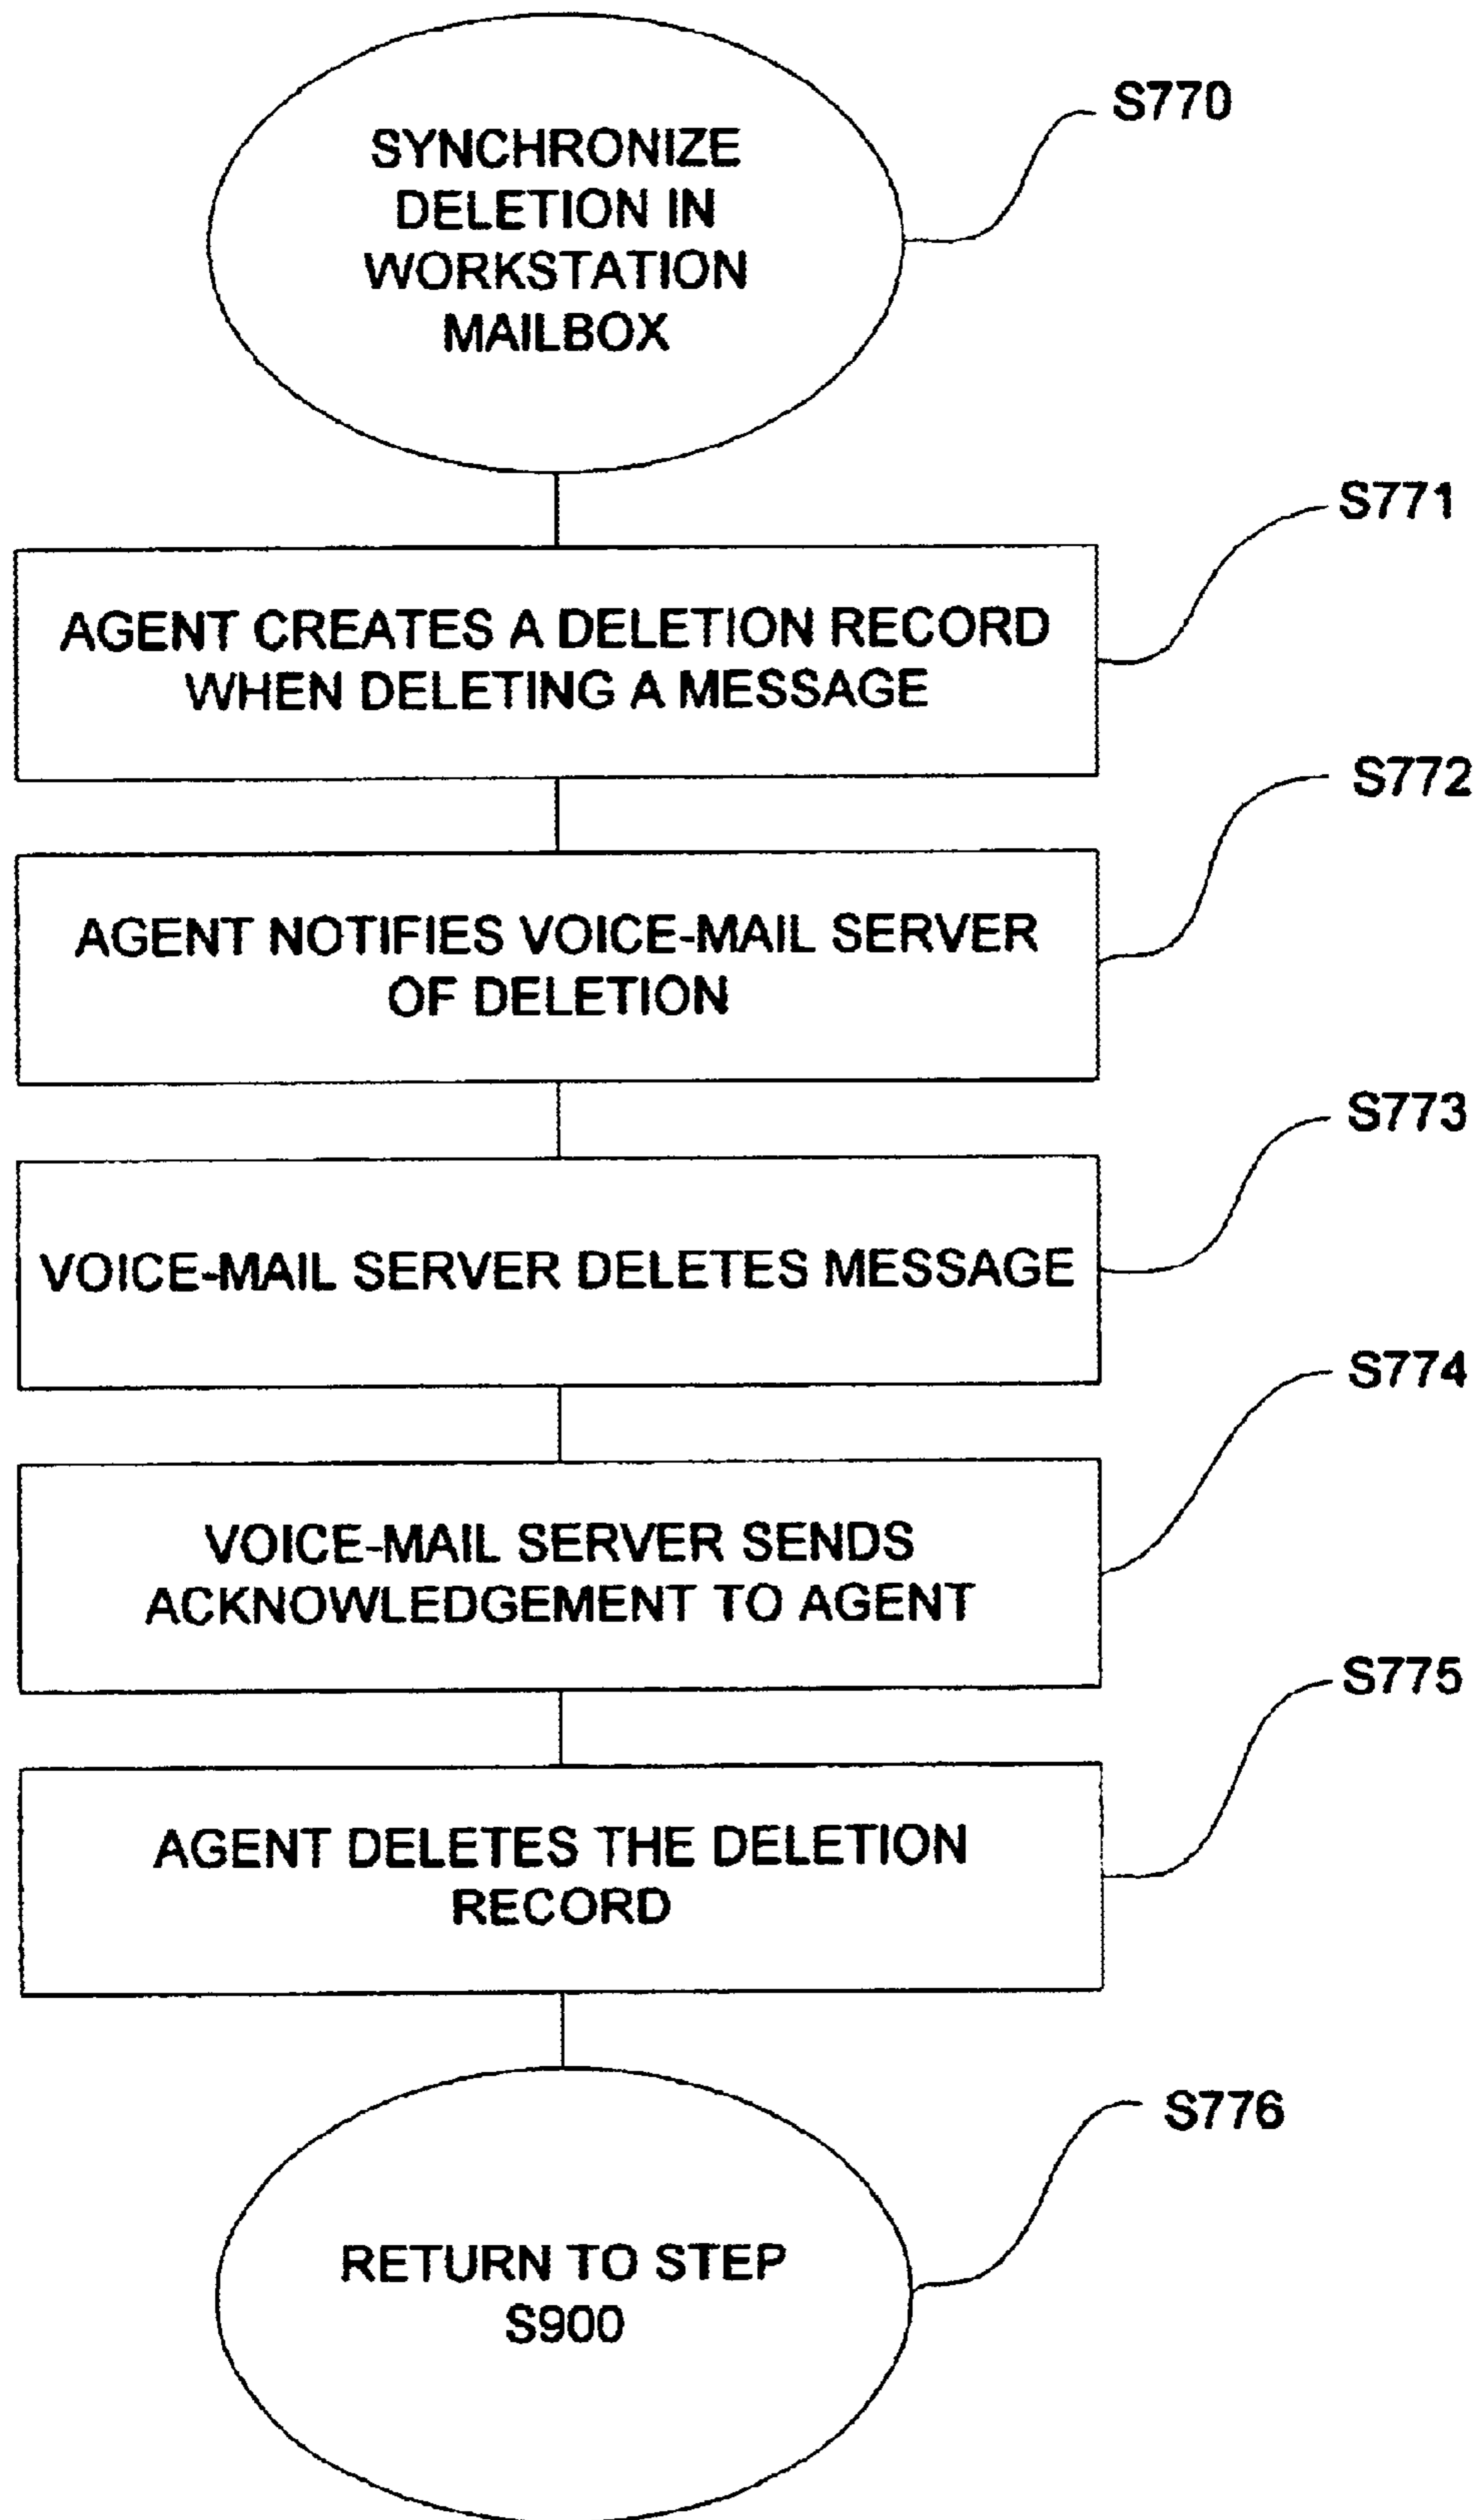 S770
SYNCHRONIZE
DELETION IN
WORKSTATION
MAILBOX
S771
AGENT CREATES A DELETION RECORD
WHEN DELETING A MESSAGE
S772
AGENT NOTIFIES VOICE-MAIL SERVER
OF DELETION
S773
VOICE-MAIL SERVER DELETES MESSAGE
S774
VOICE-MAIL SERVER SENDS
ACKNOWLEDGEMENT TO AGENT
S775
AGENT DELETES THE DELETION
RECORD
S776
RETURN TO STEP
S900